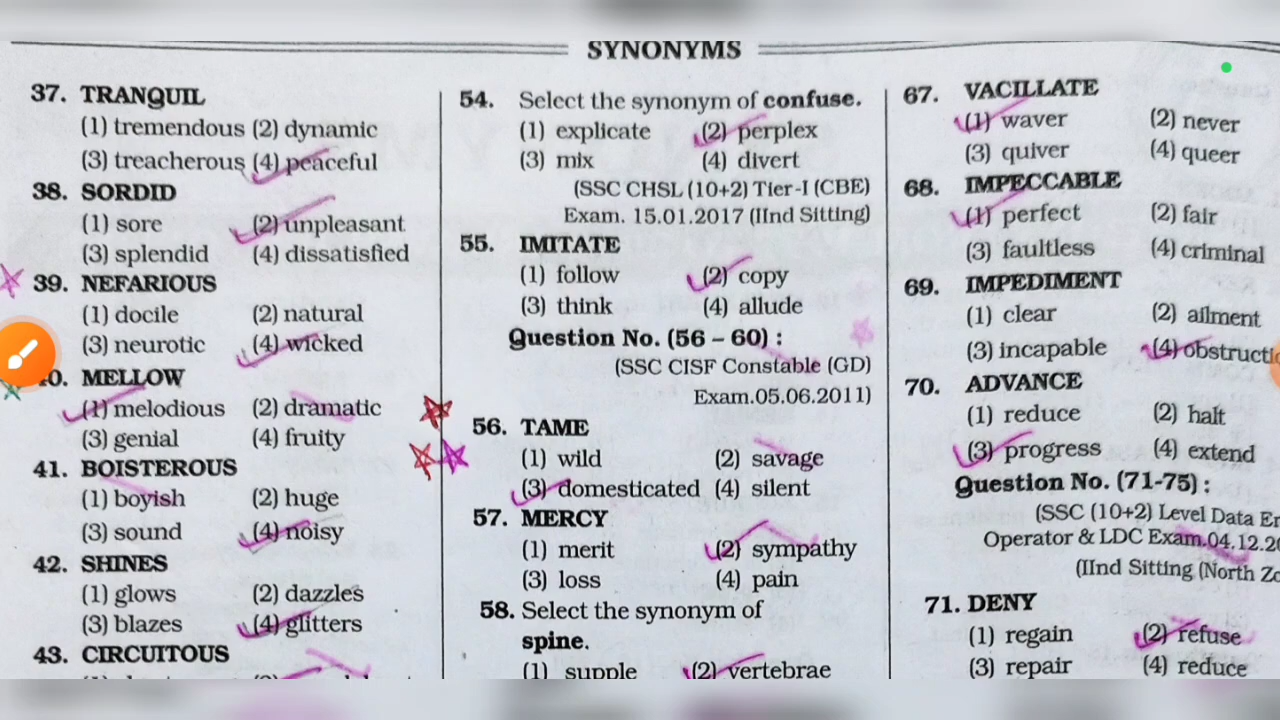 SYNONYMS
37. TRANQUIL
(1) tremendous (2) dynamic
(3) treacherous (4) peaceful
38. SORDID
(1) sore (2) unpleasant
(3) splendid (4) dissatisfied
39. NEFARIOUS
(1) docile (2) natural
(3) neurotic (4) wicked
40. MELLOW
(1) melodious (2) dramatic
(3) genial (4) fruity
41. BOISTEROUS
(1) boyish (2) huge
(3) sound (4) noisy
42. SHINES
(1) glows (2) dazzles
(3) blazes (4) glitters
43. CIRCUITOUS
54. Select the synonym of confuse.
(1) explicate (2) perplex
(3) mix (4) divert
(SSC CHSL (10+2) Tier-I (CBE)
Exam. 15.01.2017 (IInd Sitting)
55. IMITATE
(1) follow (2) copy
(3) think (4) allude
Question No. (56 – 60) :
(SSC CISF Constable (GD)
Exam.05.06.2011)
56. TAME
(1) wild (2) savage
(3) domesticated (4) silent
57. MERCY
(1) merit (2) sympathy
(3) loss (4) pain
58. Select the synonym of
spine.
(1) supple (2) vertebrae
67. VACILLATE
(1) waver (2) never
(3) quiver (4) queer
68. IMPECCABLE
(1) perfect (2) fair
(3) faultless (4) criminal
69. IMPEDIMENT
(1) clear (2) ailment
(3) incapable (4) obstructi
70. ADVANCE
(1) reduce (2) halt
(3) progress (4) extend
Question No. (71-75) :
(SSC (10+2) Level Data En
Operator & LDC Exam.04.12.20
(IInd Sitting (North Zo
71. DENY
(1) regain (2) refuse
(3) repair (4) reduce